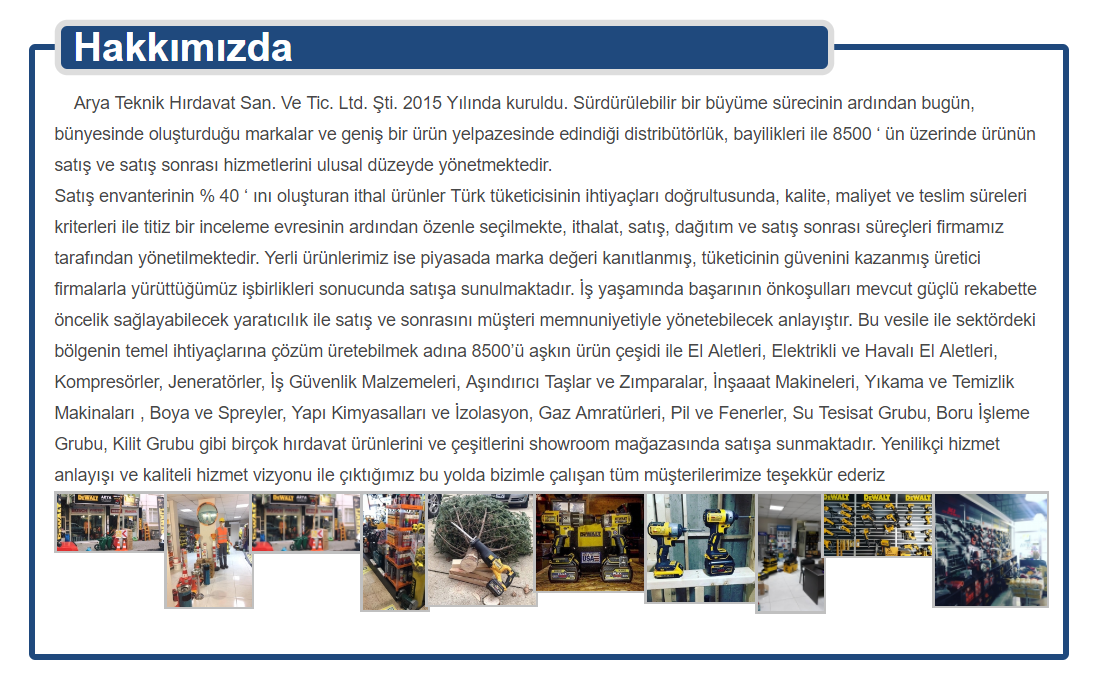 Hakkımızda
Arya Teknik Hırdavat San. Ve Tic. Ltd. Şti. 2015 Yılında kuruldu. Sürdürülebilir bir büyüme sürecinin ardından bugün,
bünyesinde oluşturduğu markalar ve geniş bir ürün yelpazesinde edindiği distribütörlük, bayilikleri ile 8500 ‘ ün üzerinde ürünün
satış ve satış sonrası hizmetlerini ulusal düzeyde yönetmektedir.
Satış envanterinin % 40 ‘ ını oluşturan ithal ürünler Türk tüketicisinin ihtiyaçları doğrultusunda, kalite, maliyet ve teslim süreleri
kriterleri ile titiz bir inceleme evresinin ardından özenle seçilmekte, ithalat, satış, dağıtım ve satış sonrası süreçleri firmamız
tarafından yönetilmektedir. Yerli ürünlerimiz ise piyasada marka değeri kanıtlanmış, tüketicinin güvenini kazanmış üretici
firmalarla yürüttüğümüz işbirlikleri sonucunda satışa sunulmaktadır. İş yaşamında başarının önkoşulları mevcut güçlü rekabette
öncelik sağlayabilecek yaratıcılık ile satış ve sonrasını müşteri memnuniyetiyle yönetebilecek anlayıştır. Bu vesile ile sektördeki
bölgenin temel ihtiyaçlarına çözüm üretebilmek adına 8500’ü aşkın ürün çeşidi ile El Aletleri, Elektrikli ve Havalı El Aletleri,
Kompresörler, Jeneratörler, İş Güvenlik Malzemeleri, Aşındırıcı Taşlar ve Zımparalar, İnşaaat Makineleri, Yıkama ve Temizlik
Makinaları , Boya ve Spreyler, Yapı Kimyasalları ve İzolasyon, Gaz Amratürleri, Pil ve Fenerler, Su Tesisat Grubu, Boru İşleme
Grubu, Kilit Grubu gibi birçok hırdavat ürünlerini ve çeşitlerini showroom mağazasında satışa sunmaktadır. Yenilikçi hizmet
anlayışı ve kaliteli hizmet vizyonu ile çıktığımız bu yolda bizimle çalışan tüm müşterilerimize teşekkür ederiz
DEWALT ARYA DEWALT ARYA DEWALT DEWALT DEWALT DEWALT